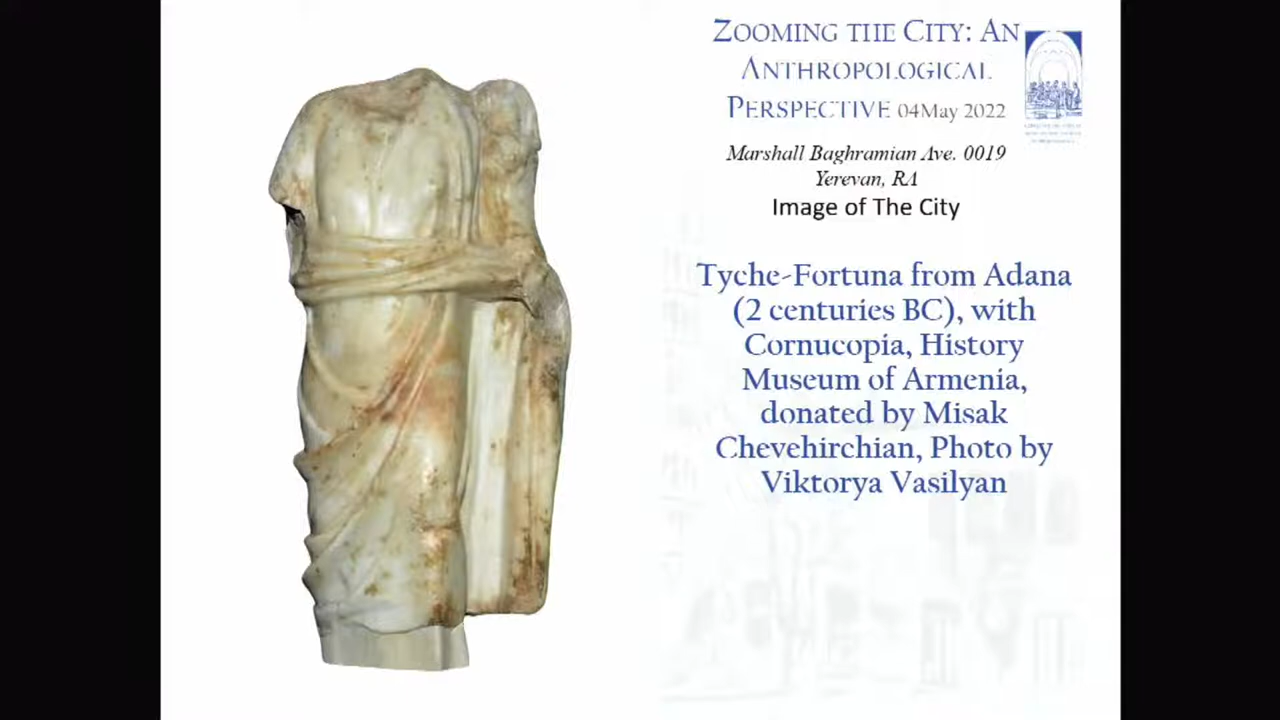 ZOOMING THE CITY: AN
ANTHROPOLOGICAL
PERSPECTIVE 04May 2022
Marshall Baghramian Ave. 0019
Yerevan, RA
Image of The City
Tyche-Fortuna from Adana
(2 centuries BC), with
Cornucopia, History
Museum of Armenia,
donated by Misak
Chevehirchian, Photo by
Viktorya Vasilyan